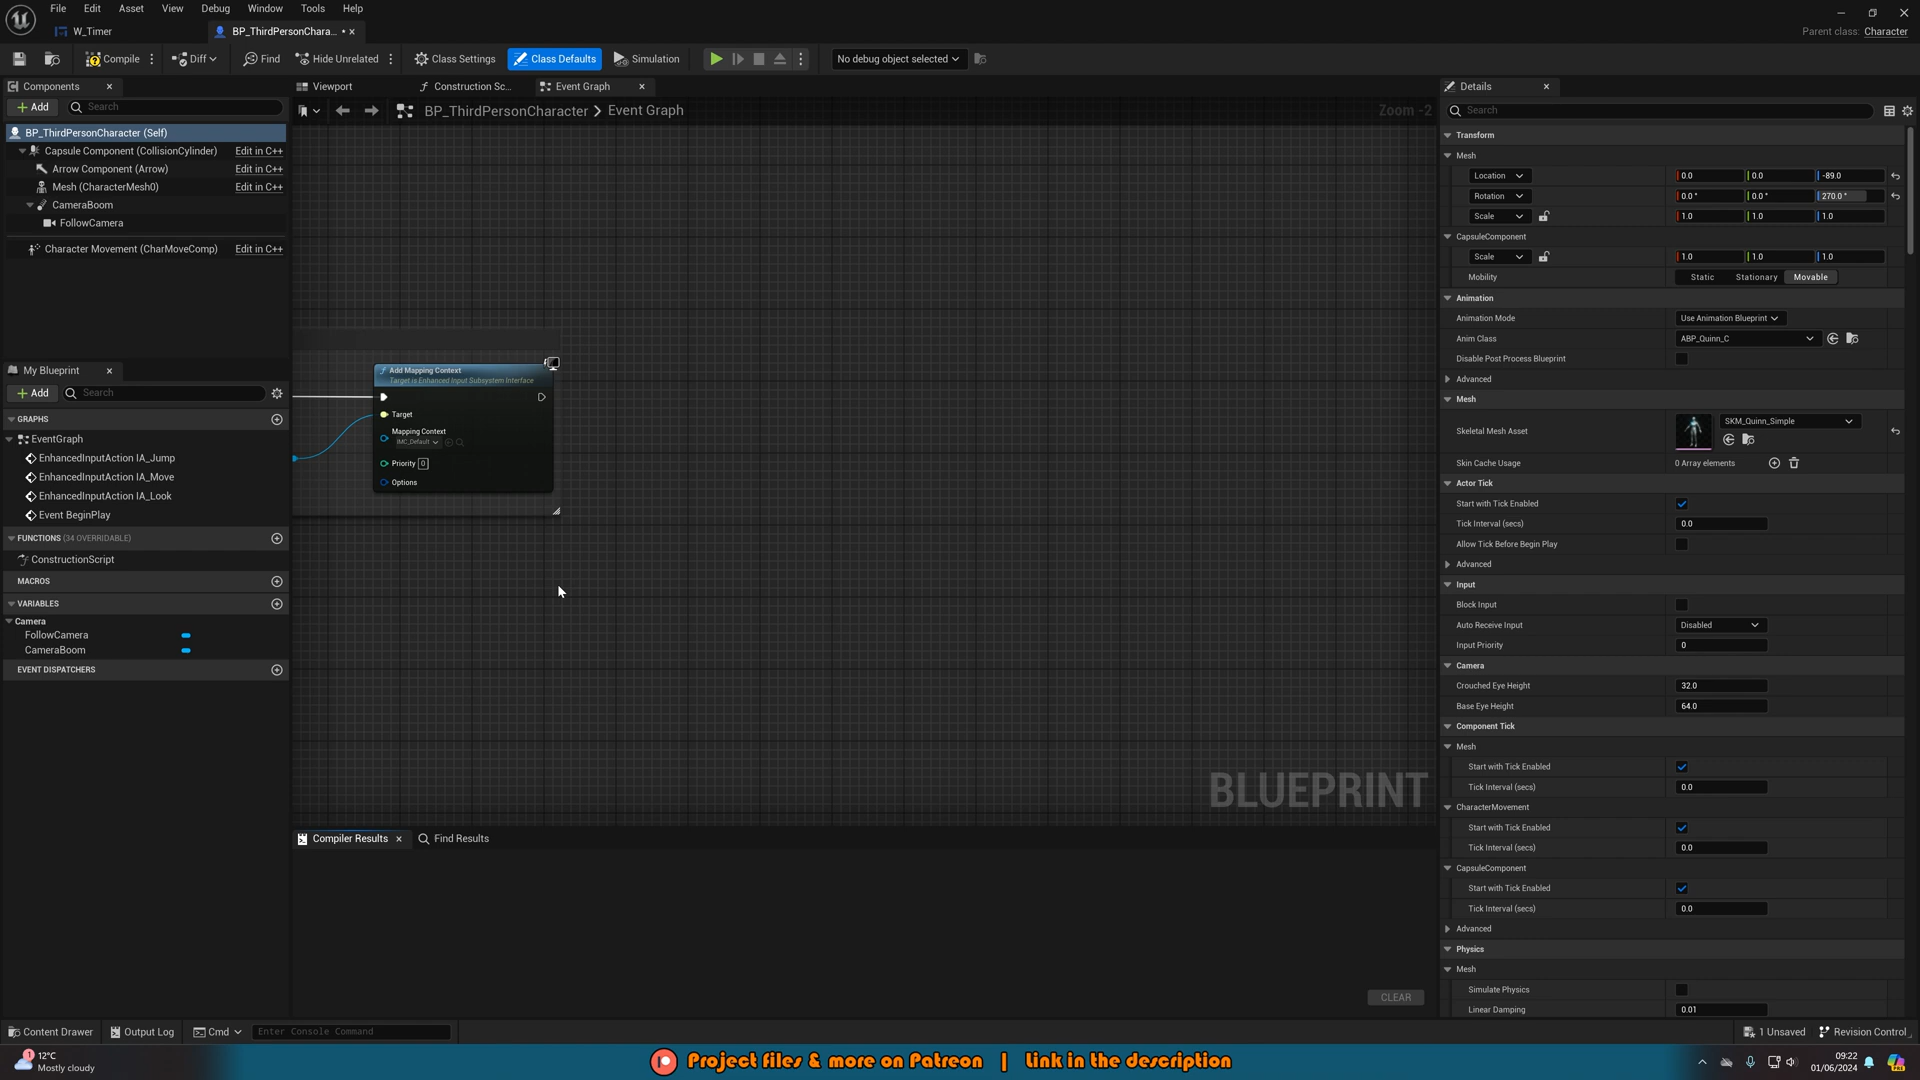 File Edit Asset View Debug Window Tools Help
W_Timer
BP_ThirdPersonChara... •
Parent class: Character
Compile Diff Find Hide Unrelated Class Settings Class Defaults Simulation No debug object selected
Components
Add Search
BP_ThirdPersonCharacter (Self)
Capsule Component (CollisionCylinder) Edit in C++
Arrow Component (Arrow) Edit in C++
Mesh (CharacterMesh0) Edit in C++
CameraBoom
FollowCamera
Character Movement (CharMoveComp) Edit in C++
My Blueprint
Add Search
GRAPHS
EventGraph
EnhancedInputAction IA_Jump
EnhancedInputAction IA_Move
EnhancedInputAction IA_Look
Event BeginPlay
FUNCTIONS (34 OVERRIDABLE)
ConstructionScript
MACROS
VARIABLES
Camera
FollowCamera
CameraBoom
EVENT DISPATCHERS
Viewport Construction Sc... Event Graph
BP_ThirdPersonCharacter > Event Graph Zoom -2
Add Mapping Context
Target is Enhanced Input Subsystem Interface
Target
Mapping Context
IMC_Default
Priority 0
Options
BLUEPRINT
Compiler Results Find Results
CLEAR
Details
Search
Transform
Mesh
Location 0.0 0.0 -89.0
Rotation 0.0 ° 0.0 ° 270.0 °
Scale 1.0 1.0 1.0
CapsuleComponent
Scale 1.0 1.0 1.0
Mobility Static Stationary Movable
Animation
Animation Mode Use Animation Blueprint
Anim Class ABP_Quinn_C
Disable Post Process Blueprint
Advanced
Mesh
Skeletal Mesh Asset SKM_Quinn_Simple
Skin Cache Usage 0 Array elements
Actor Tick
Start with Tick Enabled
Tick Interval (secs) 0.0
Allow Tick Before Begin Play
Advanced
Input
Block Input
Auto Receive Input Disabled
Input Priority 0
Camera
Crouched Eye Height 32.0
Base Eye Height 64.0
Component Tick
Mesh
Start with Tick Enabled
Tick Interval (secs) 0.0
CharacterMovement
Start with Tick Enabled
Tick Interval (secs) 0.0
CapsuleComponent
Start with Tick Enabled
Tick Interval (secs) 0.0
Advanced
Physics
Mesh
Simulate Physics
Linear Damping 0.01
Content Drawer Output Log Cmd Enter Console Command 1 Unsaved Revision Control
1 12°C
Mostly cloudy
Project files & more on Patreon | Link in the description
09:22
01/06/2024